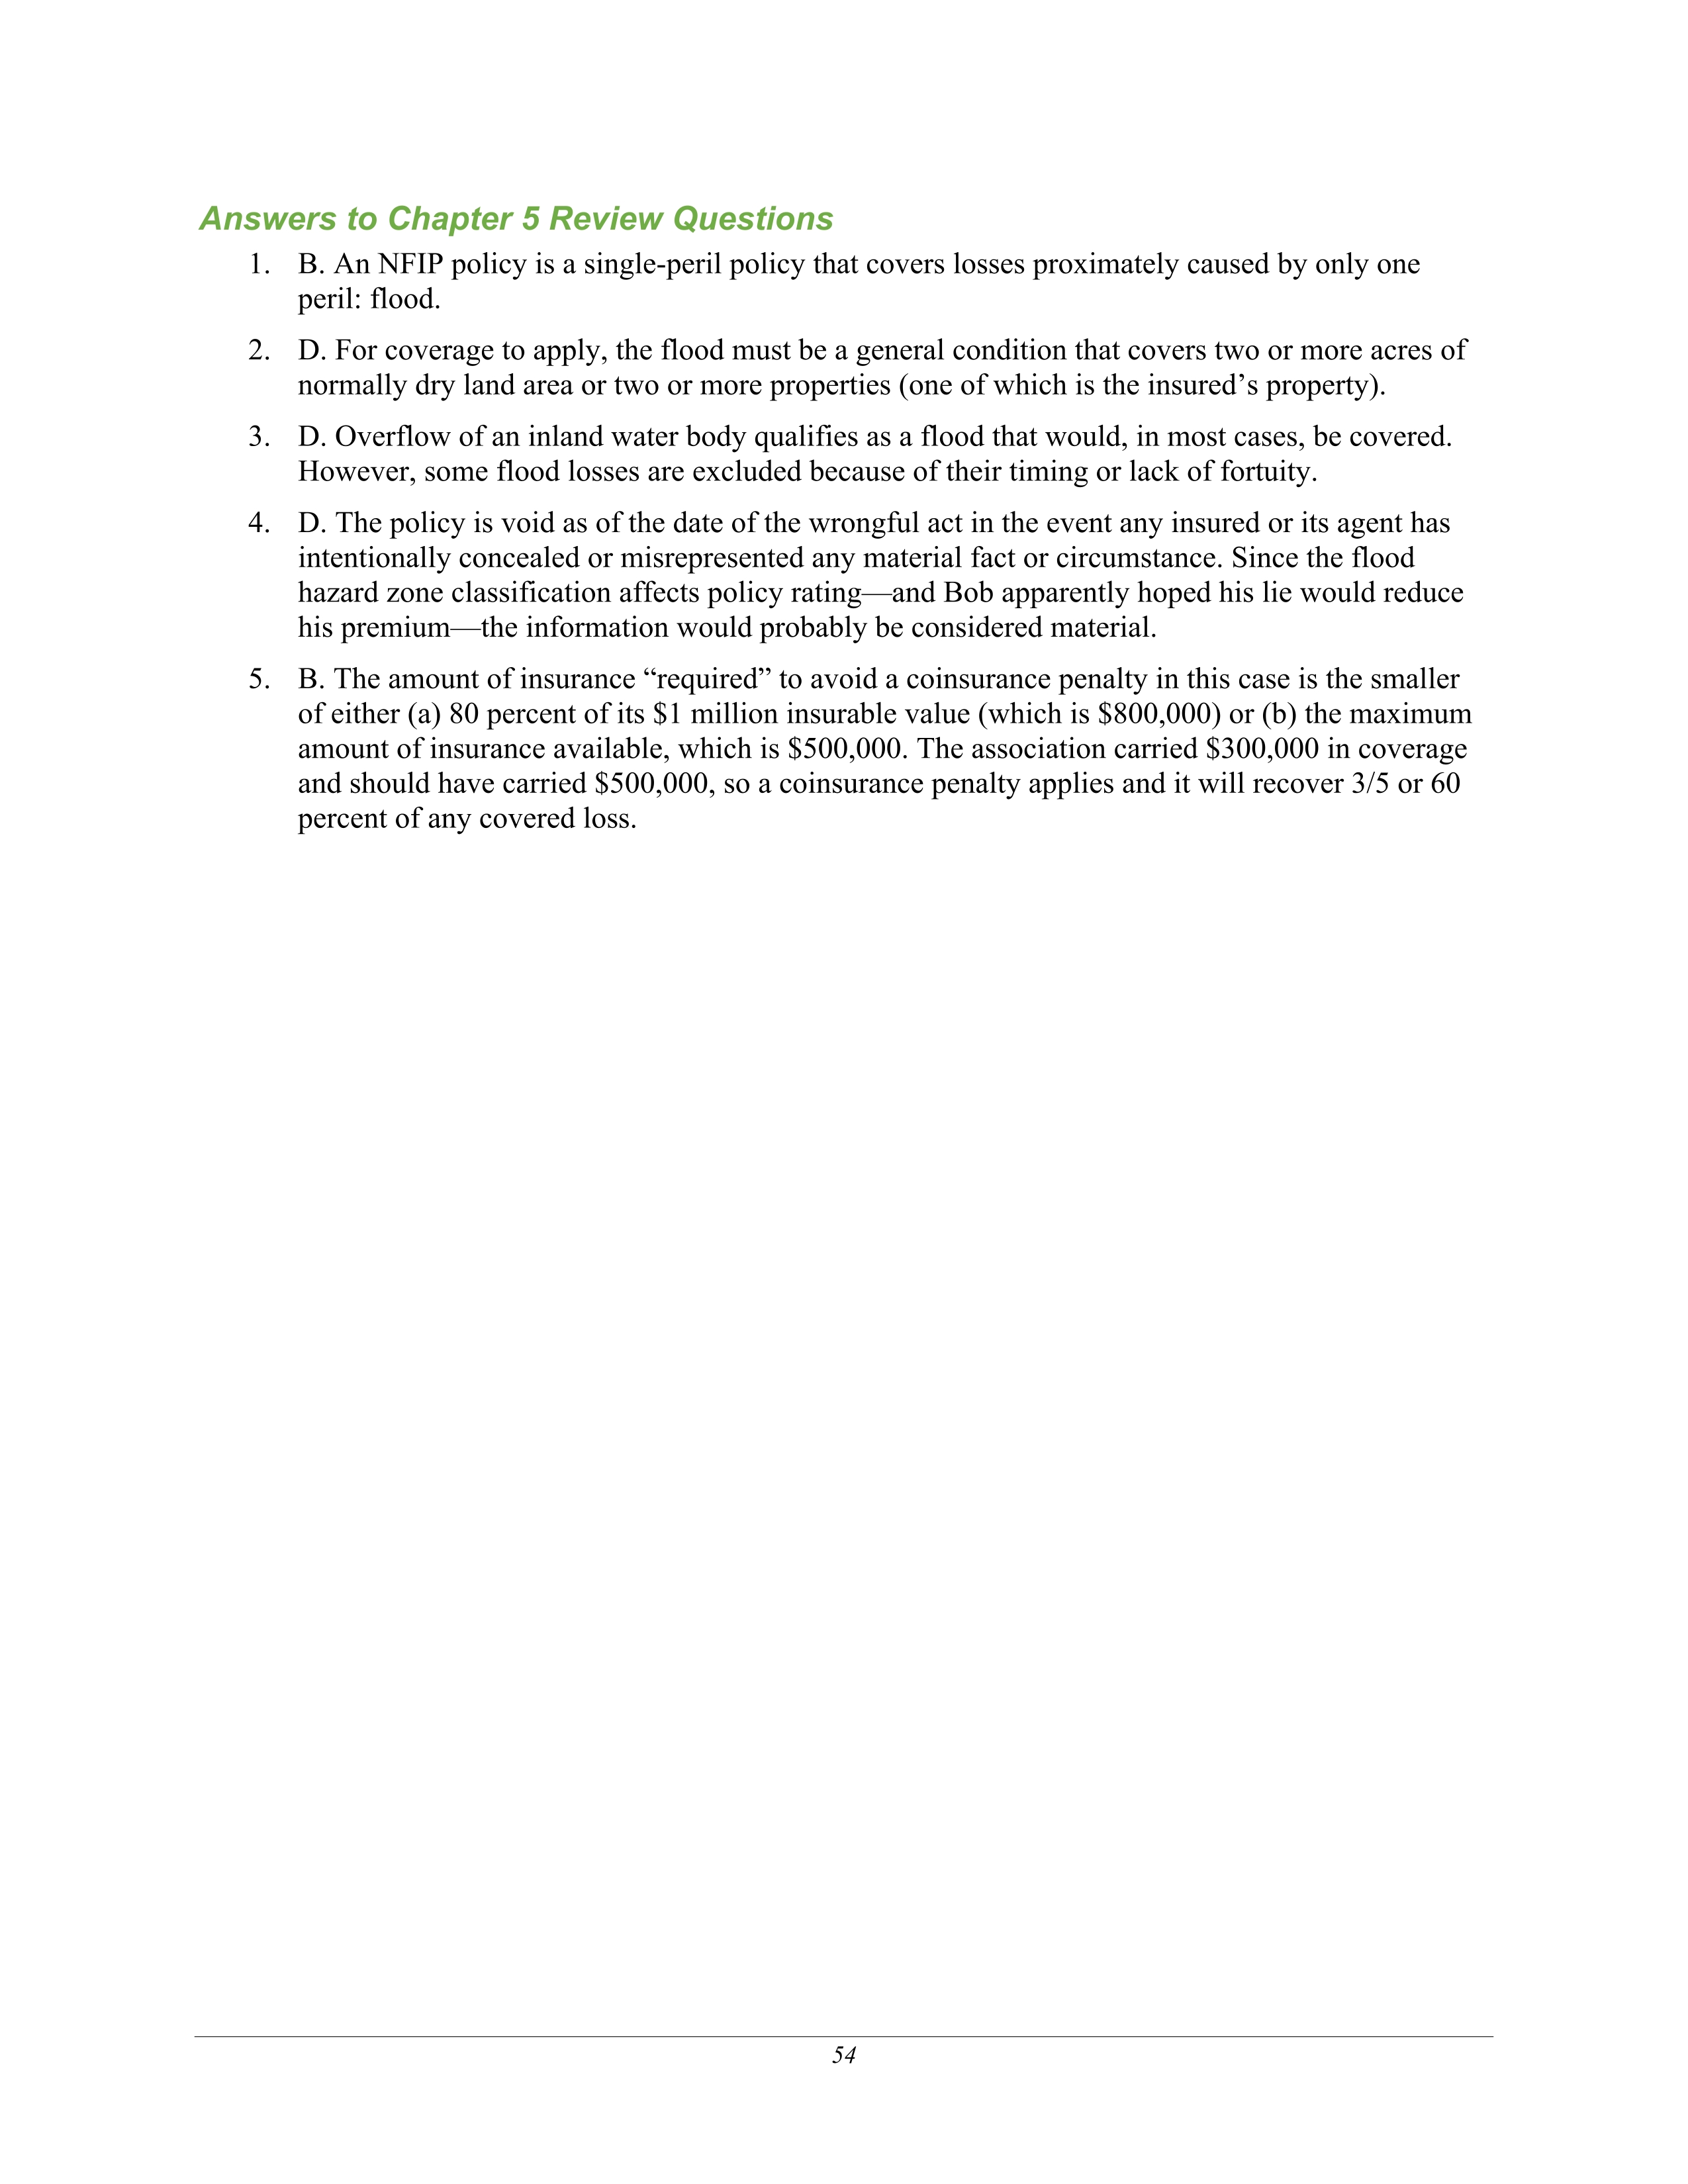 Answers to Chapter 5 Review Questions
1. B. An NFIP policy is a single-peril policy that covers losses proximately caused by only one
peril: flood.
2. D. For coverage to apply, the flood must be a general condition that covers two or more acres of
normally dry land area or two or more properties (one of which is the insured’s property).
3. D. Overflow of an inland water body qualifies as a flood that would, in most cases, be covered.
However, some flood losses are excluded because of their timing or lack of fortuity.
4. D. The policy is void as of the date of the wrongful act in the event any insured or its agent has
intentionally concealed or misrepresented any material fact or circumstance. Since the flood
hazard zone classification affects policy rating—and Bob apparently hoped his lie would reduce
his premium—the information would probably be considered material.
5. B. The amount of insurance “required” to avoid a coinsurance penalty in this case is the smaller
of either (a) 80 percent of its $1 million insurable value (which is $800,000) or (b) the maximum
amount of insurance available, which is $500,000. The association carried $300,000 in coverage
and should have carried $500,000, so a coinsurance penalty applies and it will recover 3/5 or 60
percent of any covered loss.
54